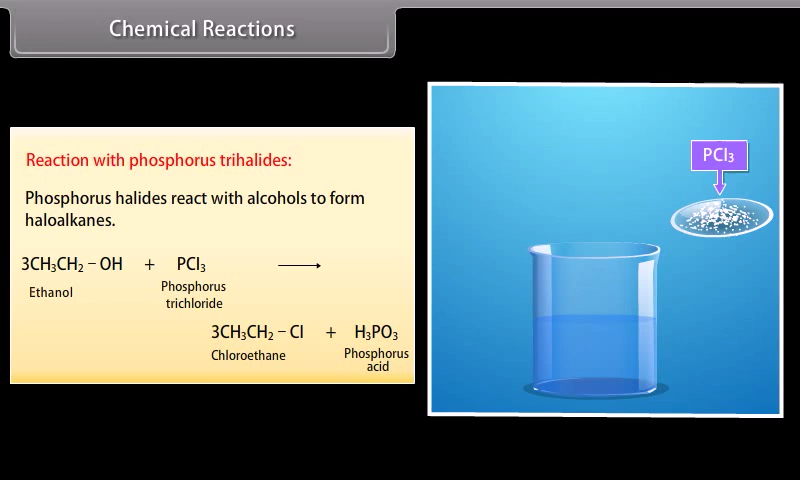 Chemical Reactions
Reaction with phosphorus trihalides:
Phosphorus halides react with alcohols to form
haloalkanes.
3CH₃CH₂ – OH + PCl₃ ⟶
Ethanol Phosphorus
trichloride
3CH₃CH₂ – Cl + H₃PO₃
Chloroethane Phosphorus
acid
PCl₃